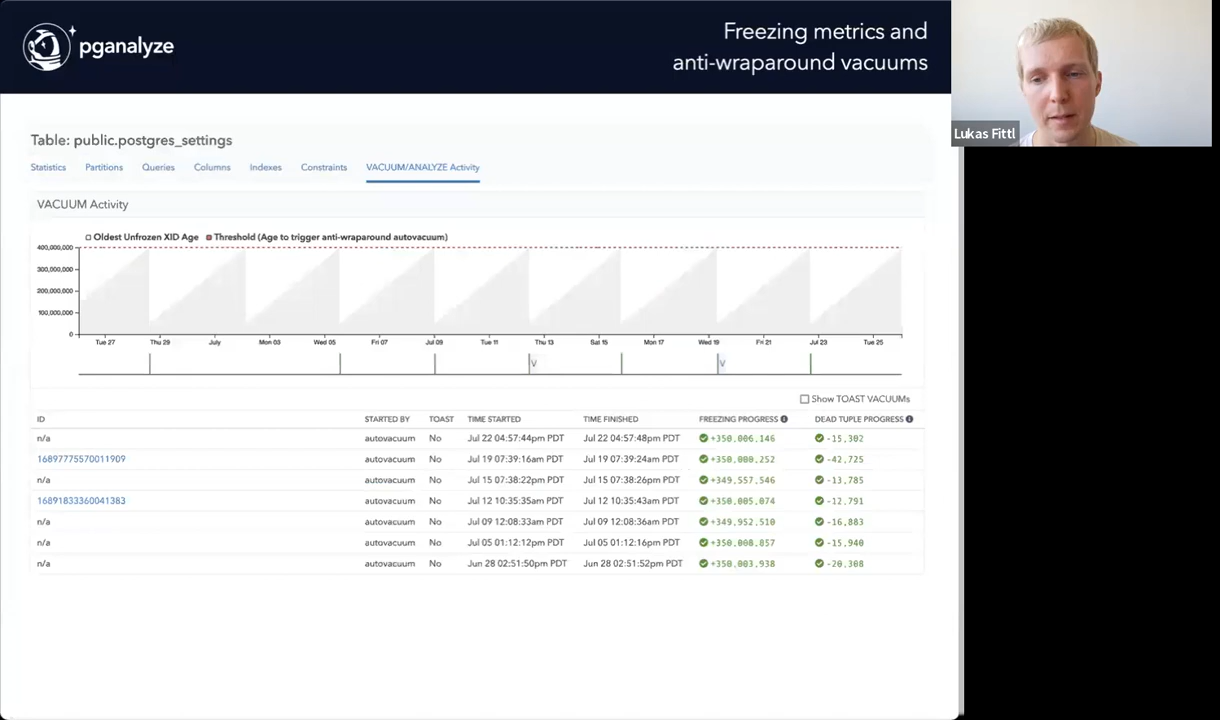 pganalyze
Freezing metrics and
anti-wraparound vacuums
Lukas Fittl
Table: public.postgres_settings
Statistics Partitions Queries Columns Indexes Constraints VACUUM/ANALYZE Activity
VACUUM Activity
Oldest Unfrozen XID Age Threshold (Age to trigger anti-wraparound autovacuum)
400,000,000
300,000,000
200,000,000
100,000,000
0
Tue 27 Thu 29 July Mon 03 Wed 05 Fri 07 Jul 09 Tue 11 Thu 13 Sat 15 Mon 17 Wed 19 Fri 21 Jul 23 Tue 25
V V
Show TOAST VACUUMs
ID STARTED BY TOAST TIME STARTED TIME FINISHED FREEZING PROGRESS DEAD TUPLE PROGRESS
n/a autovacuum No Jul 22 04:57:44pm PDT Jul 22 04:57:48pm PDT +350,006,146 -15,302
16897775570011909 autovacuum No Jul 19 07:39:16am PDT Jul 19 07:39:24am PDT +350,000,252 -42,725
n/a autovacuum No Jul 15 07:38:22pm PDT Jul 15 07:38:26pm PDT +349,557,546 -13,785
16891833360041383 autovacuum No Jul 12 10:35:35am PDT Jul 12 10:35:43am PDT +350,005,074 -12,791
n/a autovacuum No Jul 09 12:08:33am PDT Jul 09 12:08:36am PDT +349,952,510 -16,883
n/a autovacuum No Jul 05 01:12:12pm PDT Jul 05 01:12:16pm PDT +350,008,857 -15,940
n/a autovacuum No Jun 28 02:51:50pm PDT Jun 28 02:51:52pm PDT +350,003,938 -20,308